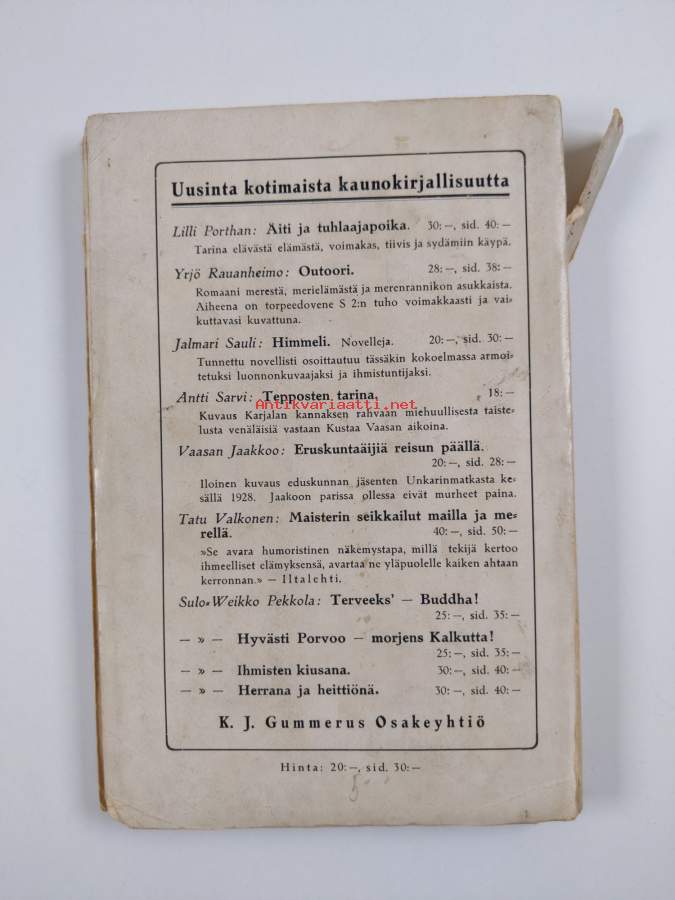 Uusinta kotimaista kaunokirjallisuutta
Lilli Porthan: Äiti ja tuhlaajapoika. 30:—, sid. 40:—
Tarina elävästä elämästä, voimakas, tiivis ja sydämiin käypä.
Yrjö Rauanheimo: Outoori. 28:—, sid. 38:—
Romaani merestä, merielämästä ja merenrannikon asukkaista.
Aiheena on torpeedovene S 2:n tuho voimakkaasti ja vai-
kuttavasi kuvattuna.
Jalmari Sauli: Himmeli. Novelleja. 20:—, sid. 30:—
Tunnettu novellisti osoittautuu tässäkin kokoelmassa armoi-
tetuksi luonnonkuvaajaksi ja ihmistuntijaksi.
Antti Sarvi: Tepposten tarina. 18:—
Antikvariaatti.net
Kuvaus Karjalan kannaksen rahvaan miehuullisesta taiste-
lusta venäläisiä vastaan Kustaa Vaasan aikoina.
Vaasan Jaakkoo: Eruskuntaäijiä reisun päällä.
20:—, sid. 28:—
Iloinen kuvaus eduskunnan jäsenten Unkarinmatkasta ke-
sällä 1928. Jaakoon parissa ollessa eivät murheet paina.
Tatu Valkonen: Maisterin seikkailut mailla ja me-
rellä. 40:—, sid. 50:—
»Se avara humoristinen näkemystapa, millä tekijä kertoo
ihmeelliset elämyksensä, avartaa ne yläpuolelle kaiken ahtaan
kerronnan.» — Iltalehti.
Sulo-Weikko Pekkola: Terveeks' — Buddha!
25:—, sid. 35:—
— » — Hyvästi Porvoo — morjens Kalkutta!
25:—, sid. 35:—
— » — Ihmisten kiusana. 30:—, sid. 40:—
— » — Herrana ja heittiönä. 30:—, sid. 40:—
K. J. Gummerus Osakeyhtiö
Hinta: 20:—, sid. 30:—